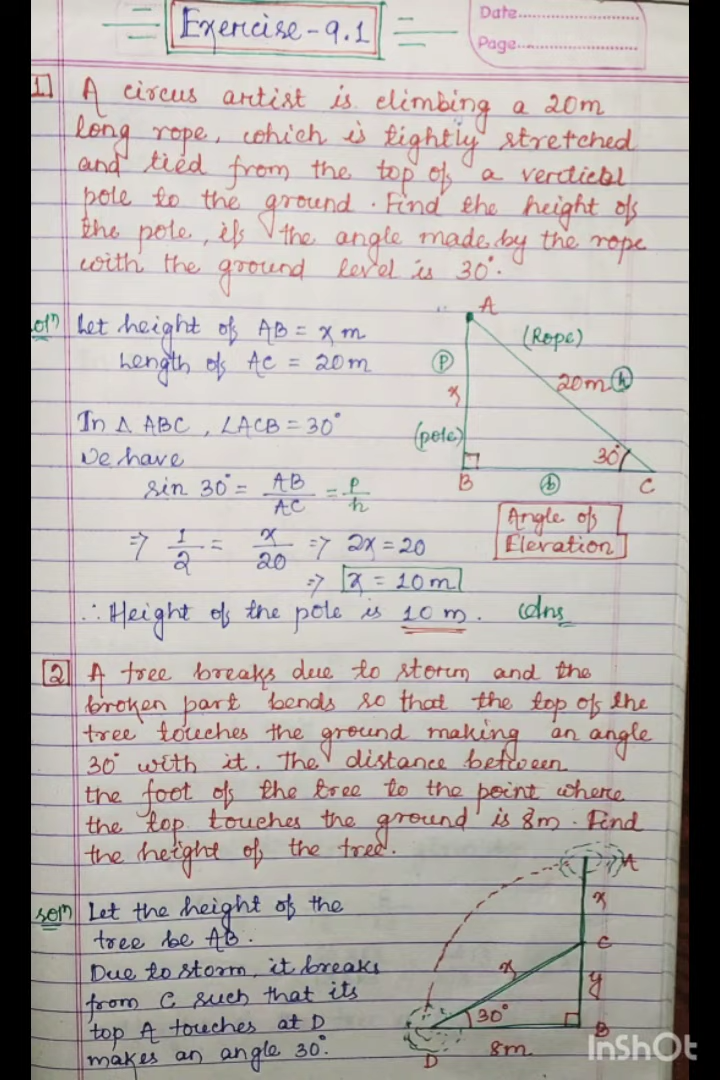 Exercise-9.1
Date..................
Page..................
1 A circus artist is climbing a 20m
long rope, which is tightly stretched
and tied from the top of a vertical
pole to the ground. Find the height of
the pole, if the angle made by the rope
with the ground level is 30°.
Solⁿ Let height of AB = x m
Length of AC = 20m
In Δ ABC, ∠ACB = 30°
We have
sin 30° = AB/AC = p/h
⇒ 1/2 = x/20 ⇒ 2x = 20
⇒ x = 10m
∴ Height of the pole is 10 m. Ans
A
(Rope)
p
20m h
x
(pole)
30°
B b C
Angle of
Elevation
2 A tree breaks due to storm and the
broken part bends so that the top of the
tree touches the ground making an angle
30° with it. The distance between
the foot of the tree to the point where
the top touches the ground is 8m. Find
the height of the tree.
Solⁿ Let the height of the
tree be AB.
Due to storm, it breaks
from C such that its
top A touches at D
makes an angle 30°.
A
x
C
x
y
30°
B
D 8m
InShOt